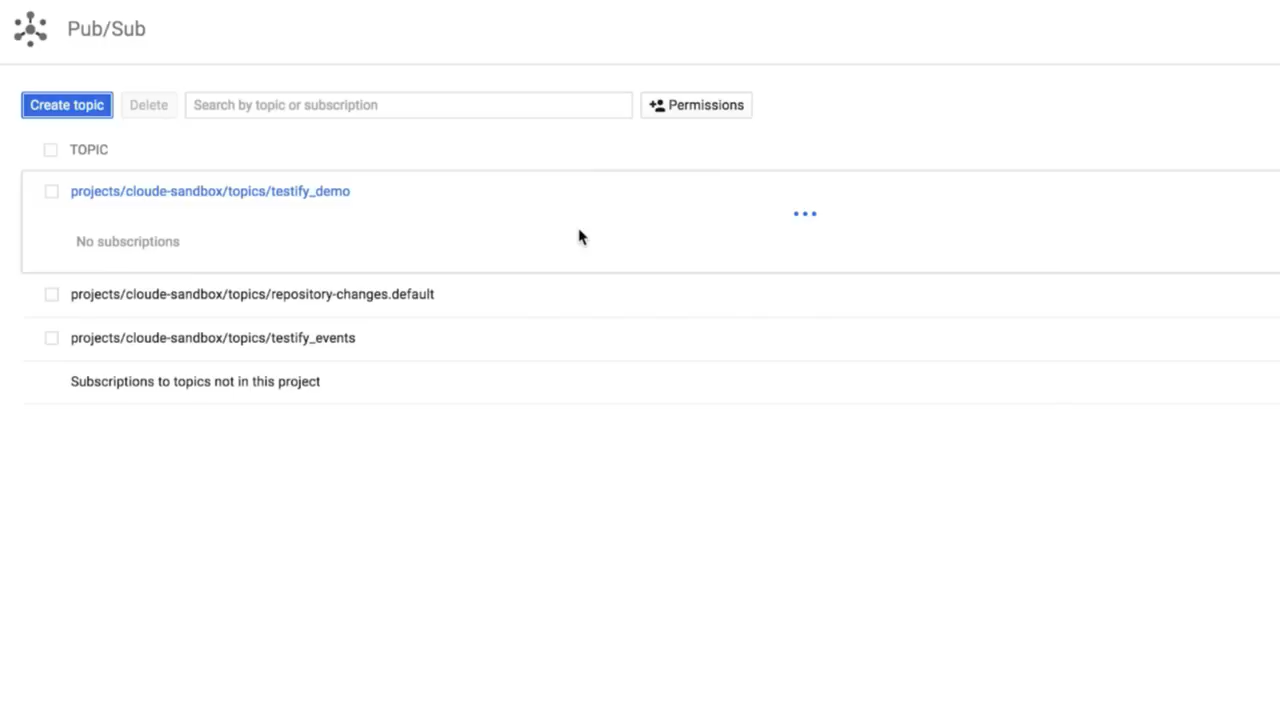 Pub/Sub
Create topic Delete Search by topic or subscription Permissions
TOPIC
projects/cloude-sandbox/topics/testify_demo
No subscriptions
projects/cloude-sandbox/topics/repository-changes.default
projects/cloude-sandbox/topics/testify_events
Subscriptions to topics not in this project